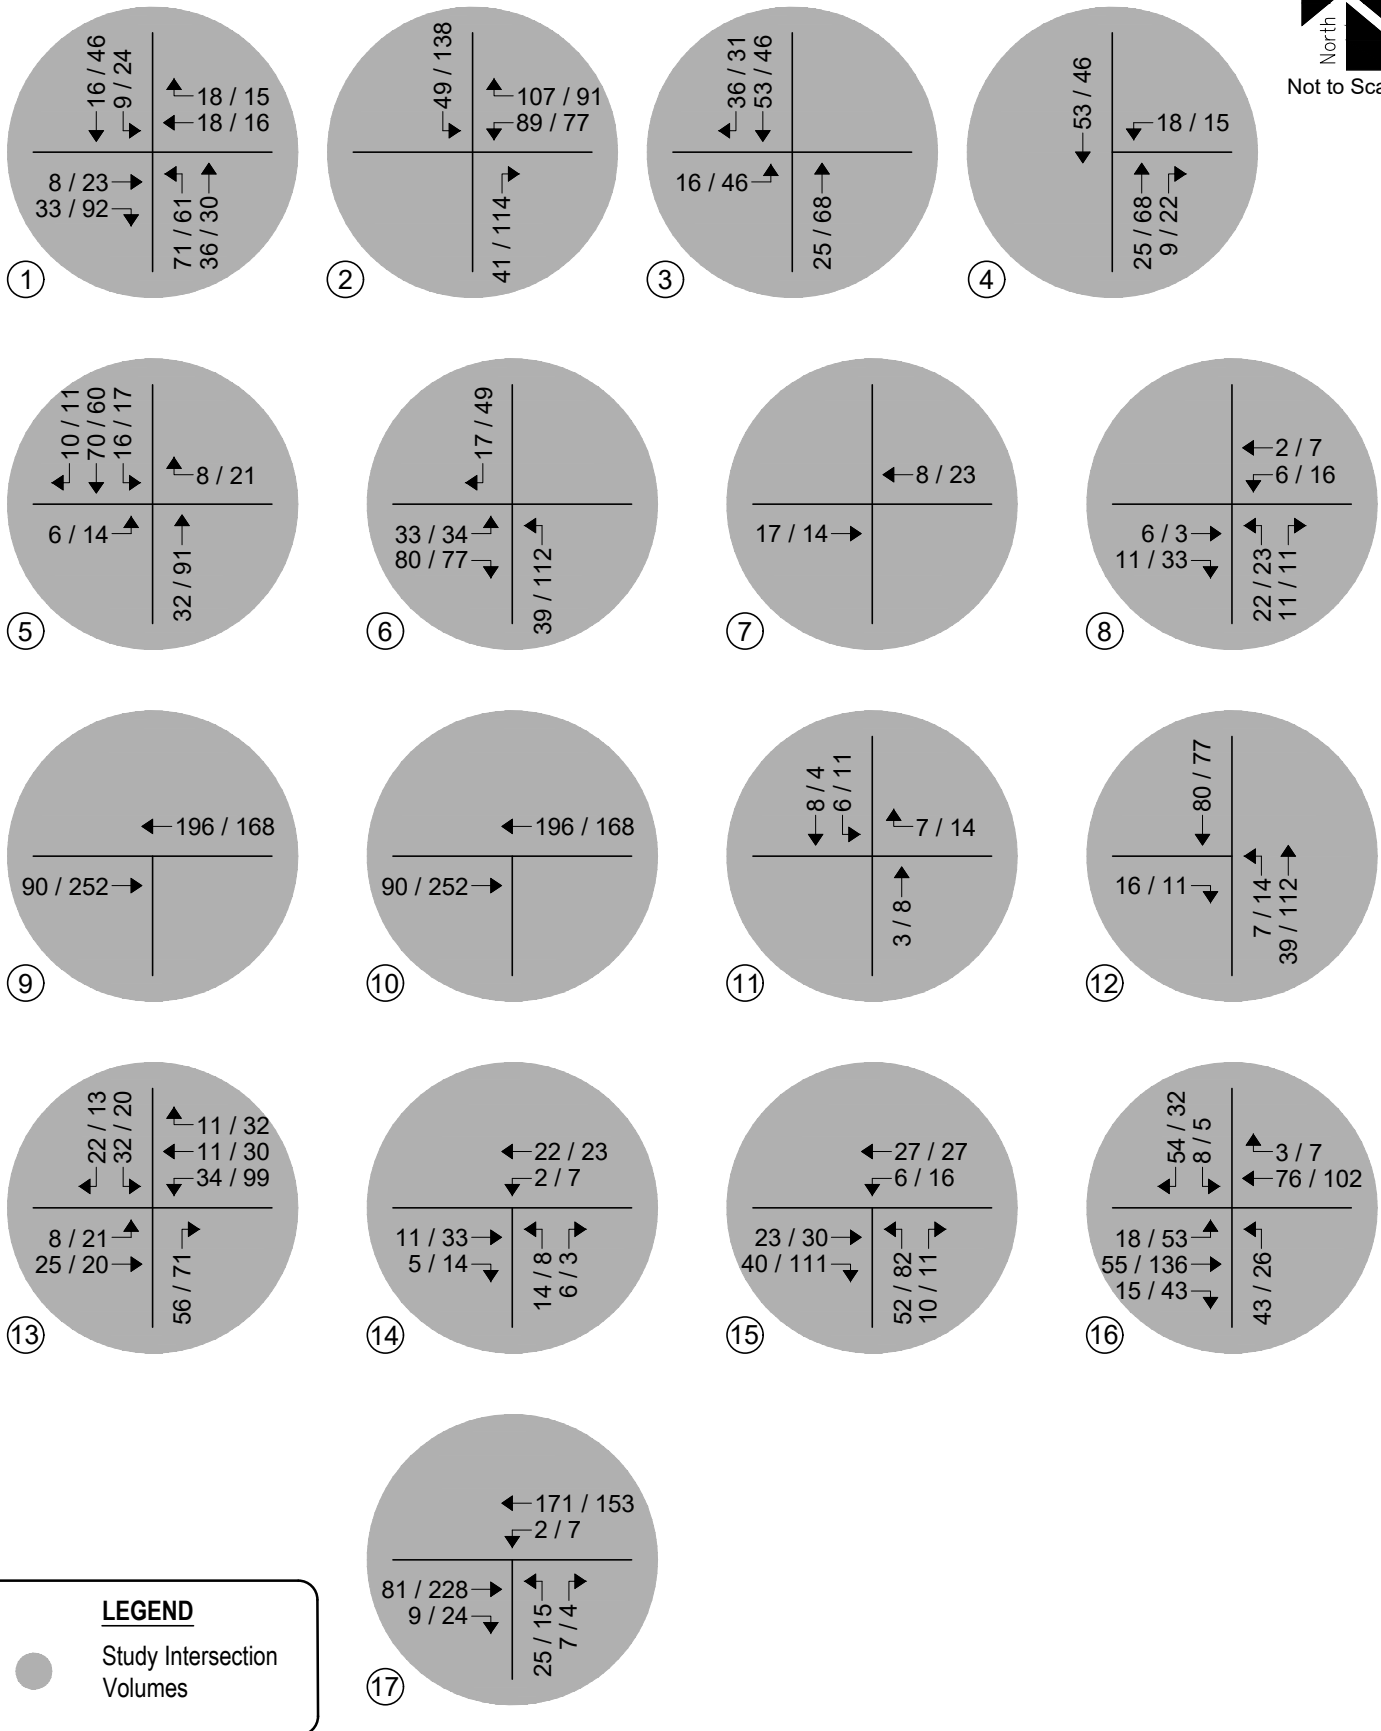 North
Not to Sca
16 / 46
9 / 24
18 / 15
18 / 16
8 / 23
33 / 92
71 / 61
36 / 30
1
49 / 138
107 / 91
89 / 77
41 / 114
2
36 / 31
53 / 46
16 / 46
25 / 68
3
53 / 46
18 / 15
25 / 68
9 / 22
4
10 / 11
70 / 60
16 / 17
8 / 21
6 / 14
32 / 91
5
17 / 49
33 / 34
80 / 77
39 / 112
6
8 / 23
17 / 14
7
2 / 7
6 / 16
6 / 3
11 / 33
22 / 23
11 / 11
8
196 / 168
90 / 252
9
196 / 168
90 / 252
10
8 / 4
6 / 11
7 / 14
3 / 8
11
80 / 77
16 / 11
7 / 14
39 / 112
12
22 / 13
32 / 20
11 / 32
11 / 30
34 / 99
8 / 21
25 / 20
56 / 71
13
22 / 23
2 / 7
11 / 33
5 / 14
14 / 8
6 / 3
14
27 / 27
6 / 16
23 / 30
40 / 111
52 / 82
10 / 11
15
54 / 32
8 / 5
3 / 7
76 / 102
18 / 53
55 / 136
15 / 43
43 / 26
16
171 / 153
2 / 7
81 / 228
9 / 24
25 / 15
7 / 4
17
LEGEND
Study Intersection
Volumes